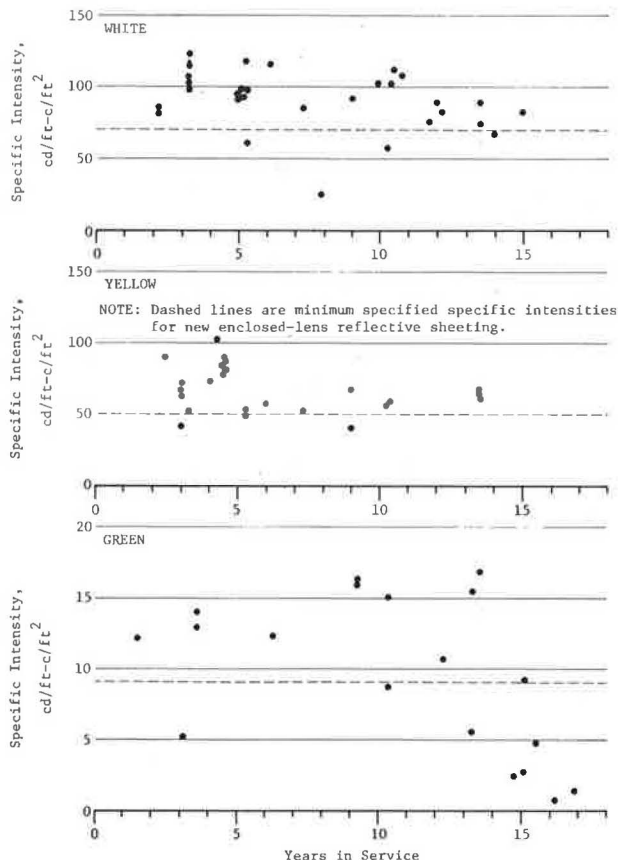 150
WHITE
100
50
0
0 5 10 15
Specific Intensity,
cd/ft-c/ft²
150
YELLOW
NOTE: Dashed lines are minimum specified specific intensities
for new enclosed-lens reflective sheeting.
100
50
0
0 5 10 15
Specific Intensity,
cd/ft-c/ft²
20
GREEN
15
10
5
0
0 5 10 15
Specific Intensity,
cd/ft-c/ft²
Years in Service